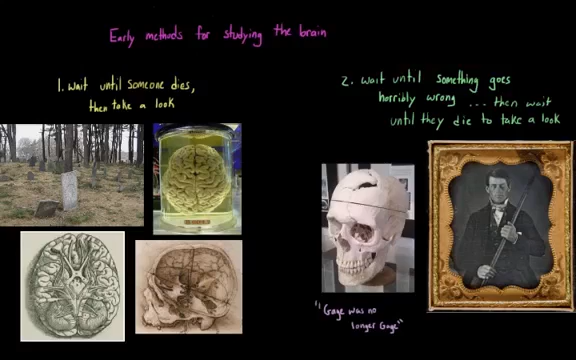 Early methods for studying the brain
1. wait until someone dies,
then take a look
2. wait until something goes
horribly wrong ... then wait
until they die to take a look
"Gage was no
longer Gage"